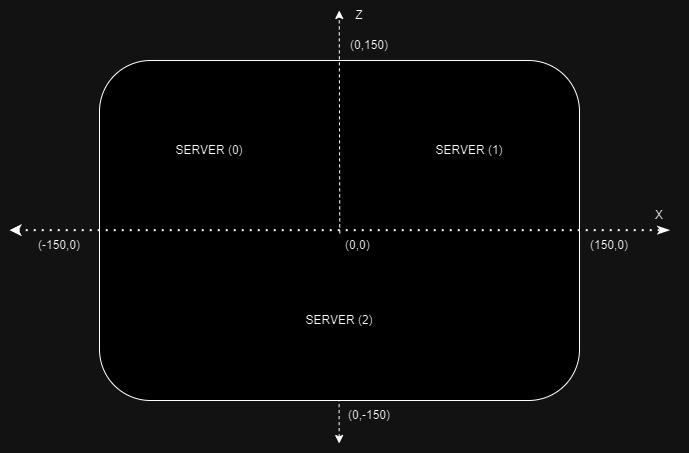 Z
(0,150)
SERVER (0)
SERVER (1)
X
(-150,0)
(0,0)
(150,0)
SERVER (2)
(0,-150)